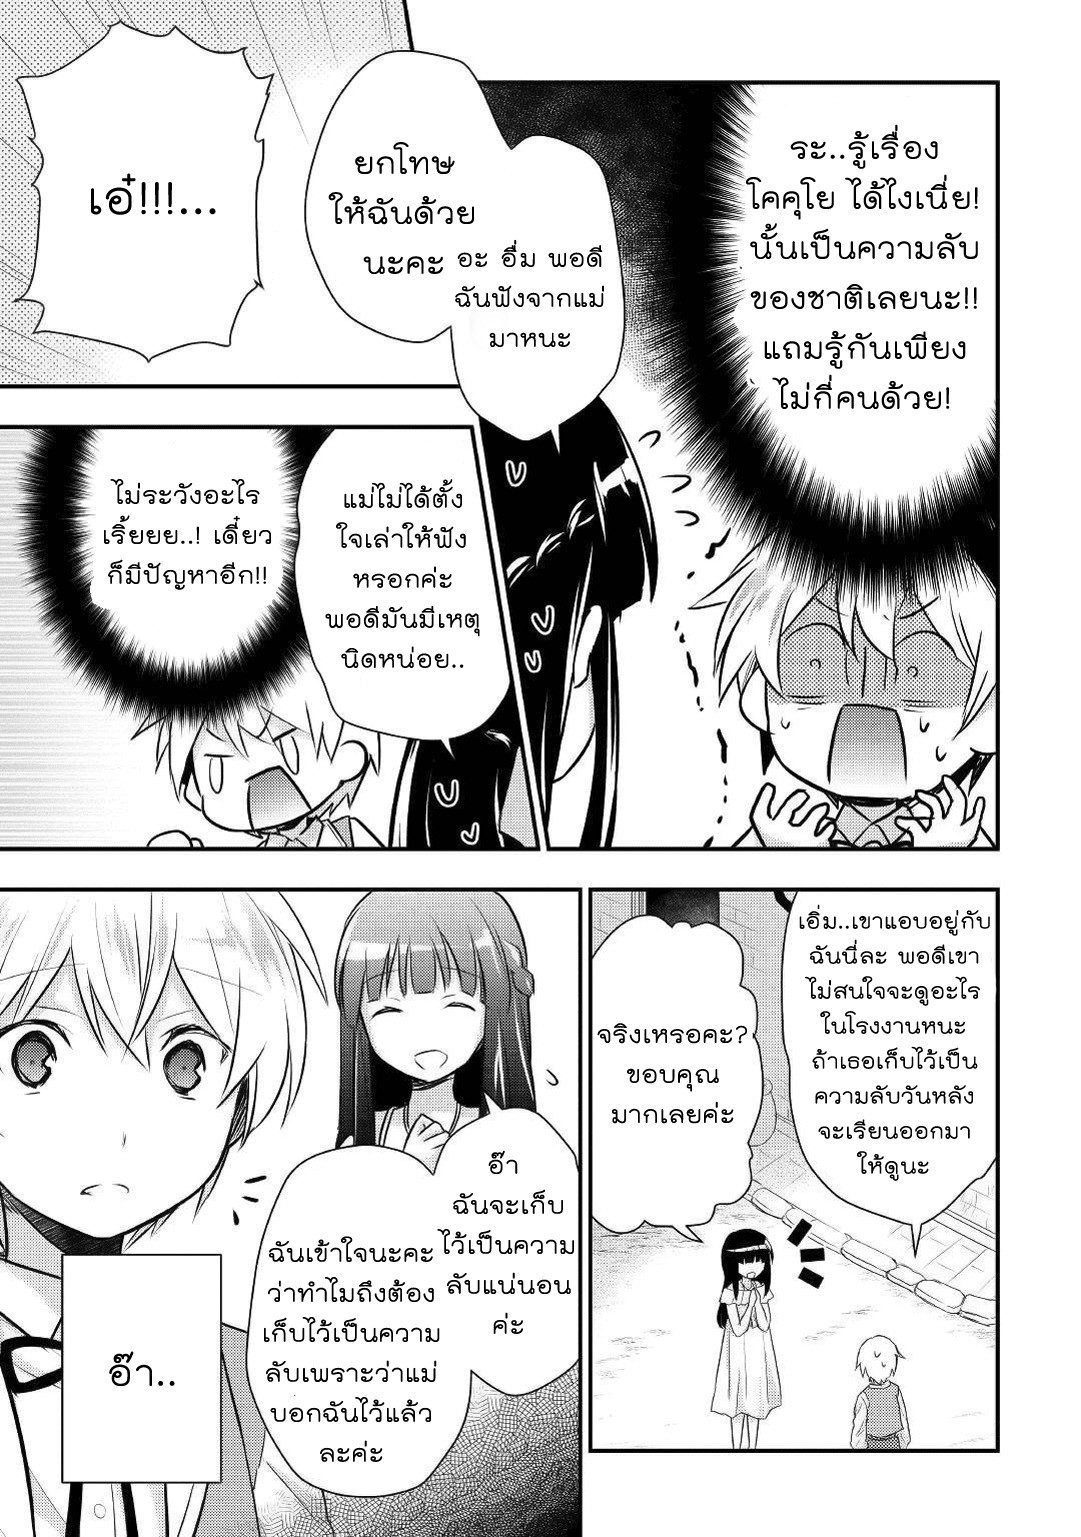 ระ..รู้เรื่อง
โคคุโย ได้ไงเนี่ย!
นั้นเป็นความลับ
ของชาติเลยนะ!!
แถมรู้กันเพียง
ไม่กี่คนด้วย!
ยกโทษ
ให้ฉันด้วย
นะคะ
อะ อื่ม พอดี
ฉันฟังจากแม่
มาหนะ
เอ๋!!!...
แม่ไม่ได้ตั้ง
ใจเล่าให้ฟัง
หรอกค่ะ
พอดีมันมีเหตุ
นิดหน่อย..
ไม่ระวังอะไร
เริ้ยยย..! เดี๋ยว
ก็มีปัญหาอีก!!
เอิ่ม..เขาแอบอยู่กับ
ฉันนี่ละ พอดีเขา
ไม่สนใจจะดูอะไร
ในโรงงานหนะ
ถ้าเธอเก็บไว้เป็น
ความลับวันหลัง
จะเรียนออกมา
ให้ดูนะ
จริงเหรอคะ?
ขอบคุณ
มากเลยค่ะ
อ๊า
ฉันจะเก็บ
ไว้เป็นความ
ลับแน่นอน
ค่ะ
ฉันเข้าใจนะคะ
ว่าทำไมถึงต้อง
เก็บไว้เป็นความ
ลับเพราะว่าแม่
บอกฉันไว้แล้ว
ละค่ะ
อ๊า..